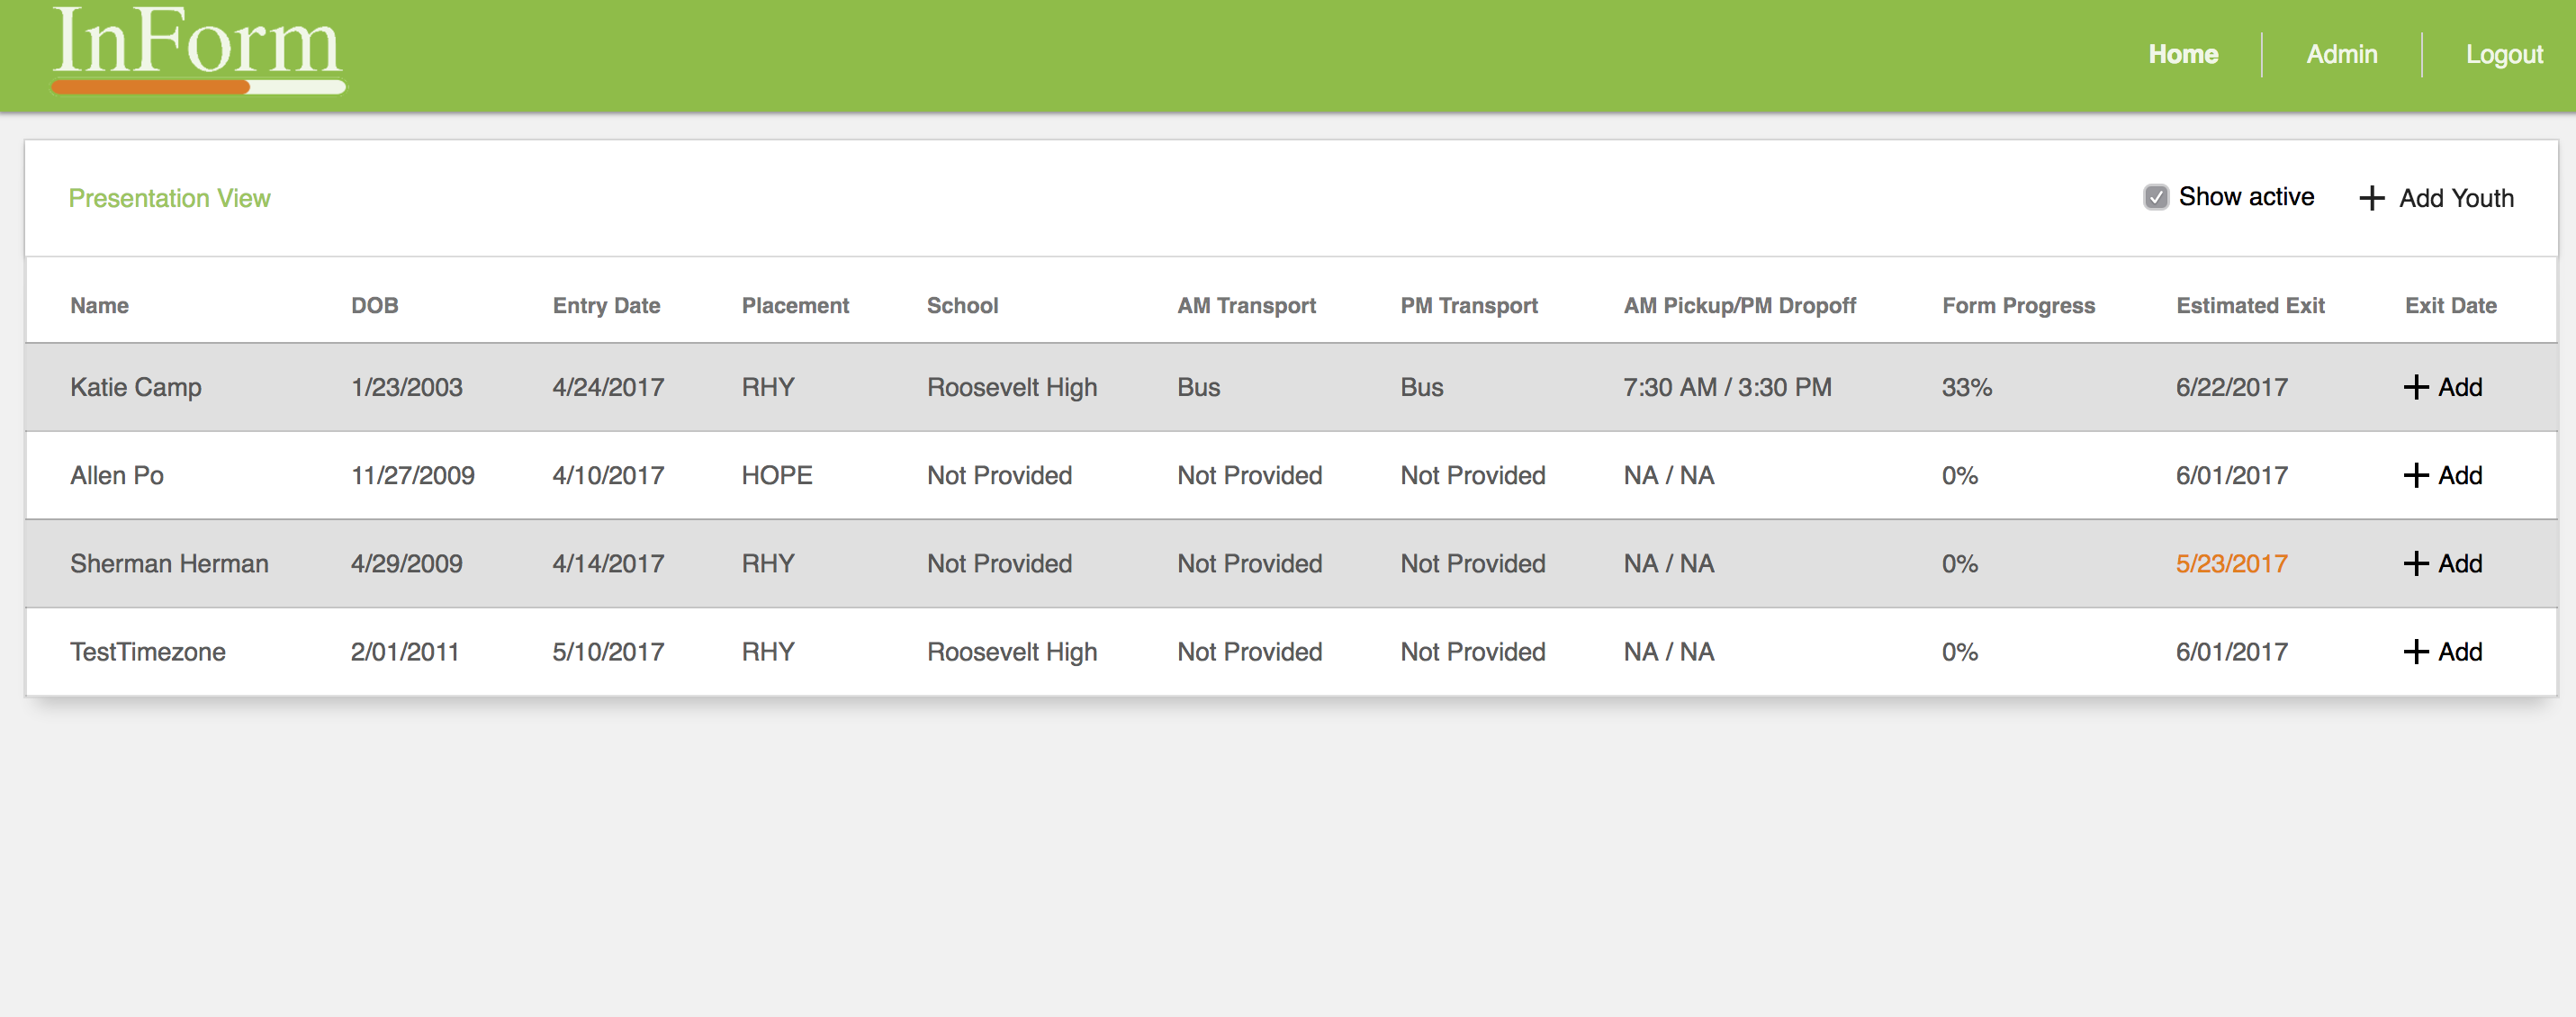 InForm
Home Admin Logout
Presentation View Show active + Add Youth
Name DOB Entry Date Placement School AM Transport PM Transport AM Pickup/PM Dropoff Form Progress Estimated Exit Exit Date
Katie Camp 1/23/2003 4/24/2017 RHY Roosevelt High Bus Bus 7:30 AM / 3:30 PM 33% 6/22/2017 + Add
Allen Po 11/27/2009 4/10/2017 HOPE Not Provided Not Provided Not Provided NA / NA 0% 6/01/2017 + Add
Sherman Herman 4/29/2009 4/14/2017 RHY Not Provided Not Provided Not Provided NA / NA 0% 5/23/2017 + Add
TestTimezone 2/01/2011 5/10/2017 RHY Roosevelt High Not Provided Not Provided NA / NA 0% 6/01/2017 + Add